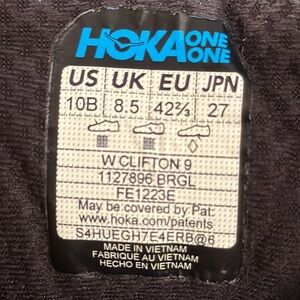 HOKA ONE ONE
US UK EU JPN
10B 8.5 42⅔ 27
W CLIFTON 9
1127896 BRGL
FE1223E
May be covered by Pat:
www.hoka.com/patents
S4HUEGH7E4ERB@6
MADE IN VIETNAM
FABRIQUÉ AU VIETNAM
HECHO EN VIETNAM